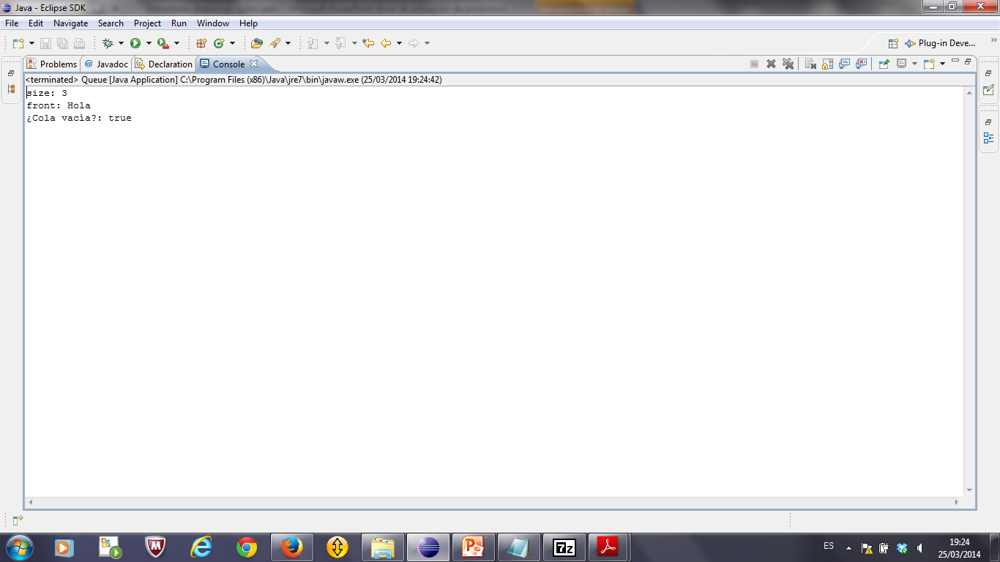 Java - Eclipse SDK
File Edit Navigate Search Project Run Window Help
Plug-in Deve...
Problems @ Javadoc Declaration Console
<terminated> Queue [Java Application] C:\Program Files (x86)\Java\jre7\bin\javaw.exe (25/03/2014 19:24:42)
size: 3
front: Hola
¿Cola vacía?: true
ES
19:24
25/03/2014